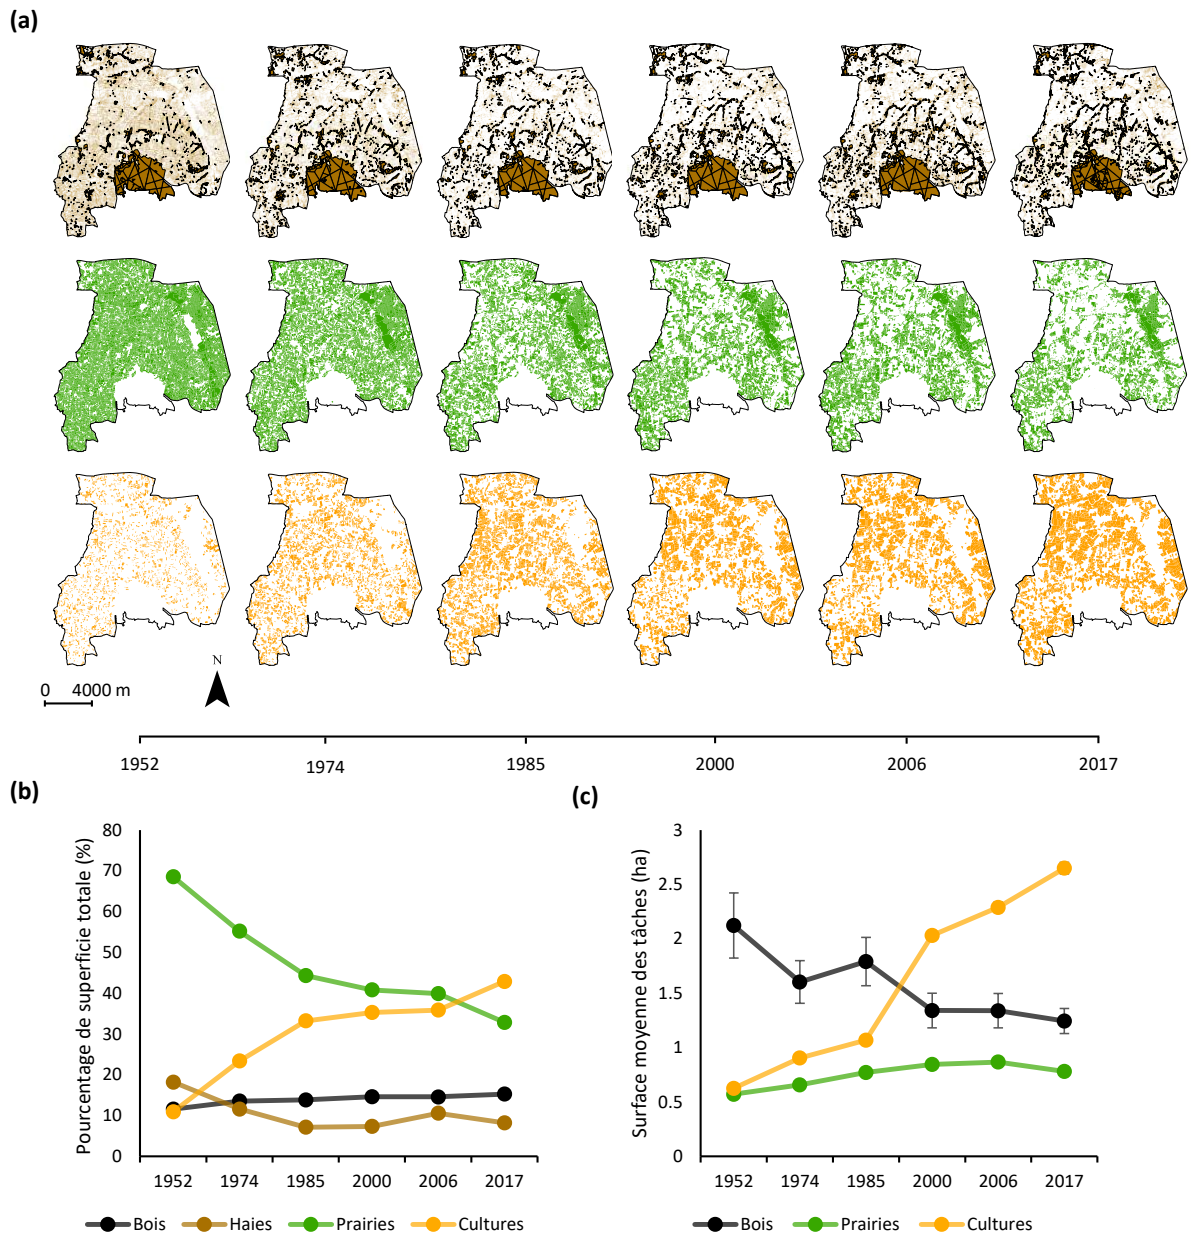 (a)
N
0 4000 m
1952 1974 1985 2000 2006 2017
(b)
Pourcentage de superficie totale (%)
80
70
60
50
40
30
20
10
0
1952 1974 1985 2000 2006 2017
Bois Haies Prairies Cultures
(c)
Surface moyenne des tâches (ha)
3
2.5
2
1.5
1
0.5
0
1952 1974 1985 2000 2006 2017
Bois Prairies Cultures